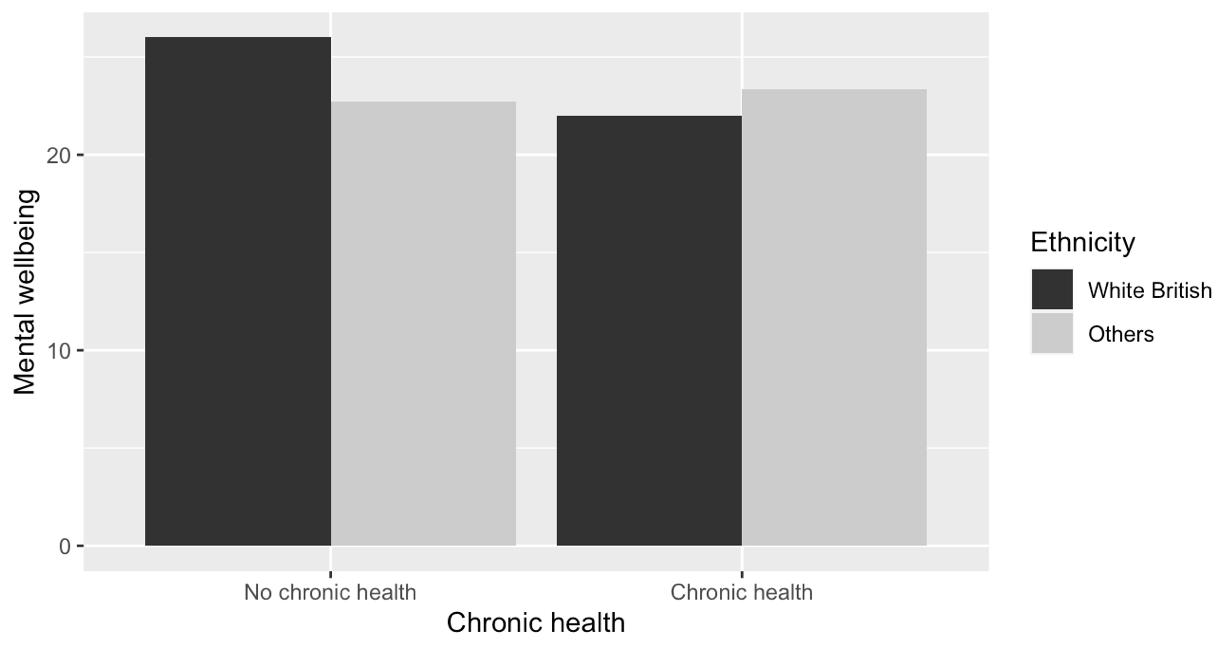 Mental wellbeing
20
10
0
No chronic health
Chronic health
Chronic health
Ethnicity
White British
Others